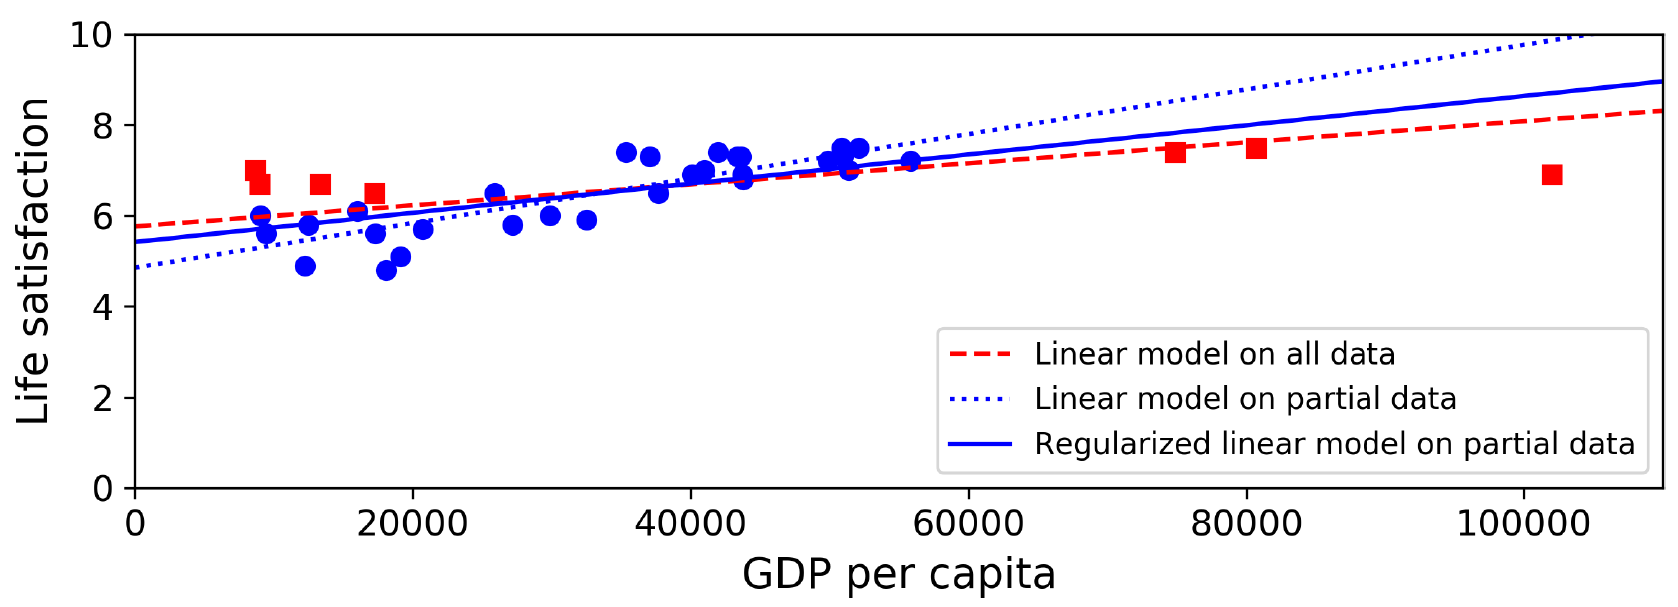 10
8
6
4
2
0
Life satisfaction
Linear model on all data
Linear model on partial data
Regularized linear model on partial data
0 20000 40000 60000 80000 100000
GDP per capita